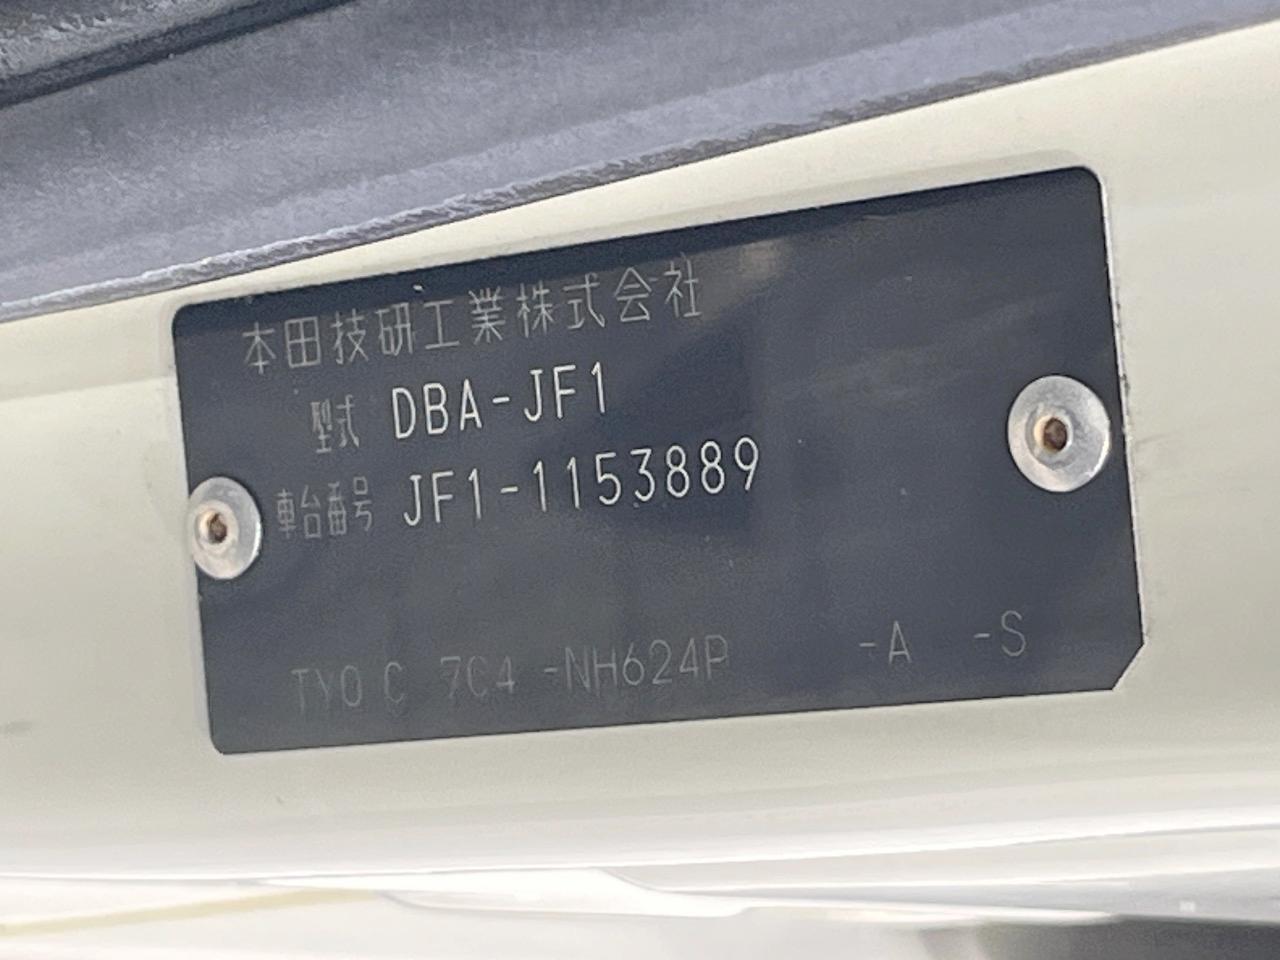 本田技研工業株式会社
型式 DBA-JF1
車台番号 JF1-1153889
TY0 C 7C4 -NH624P -A -S